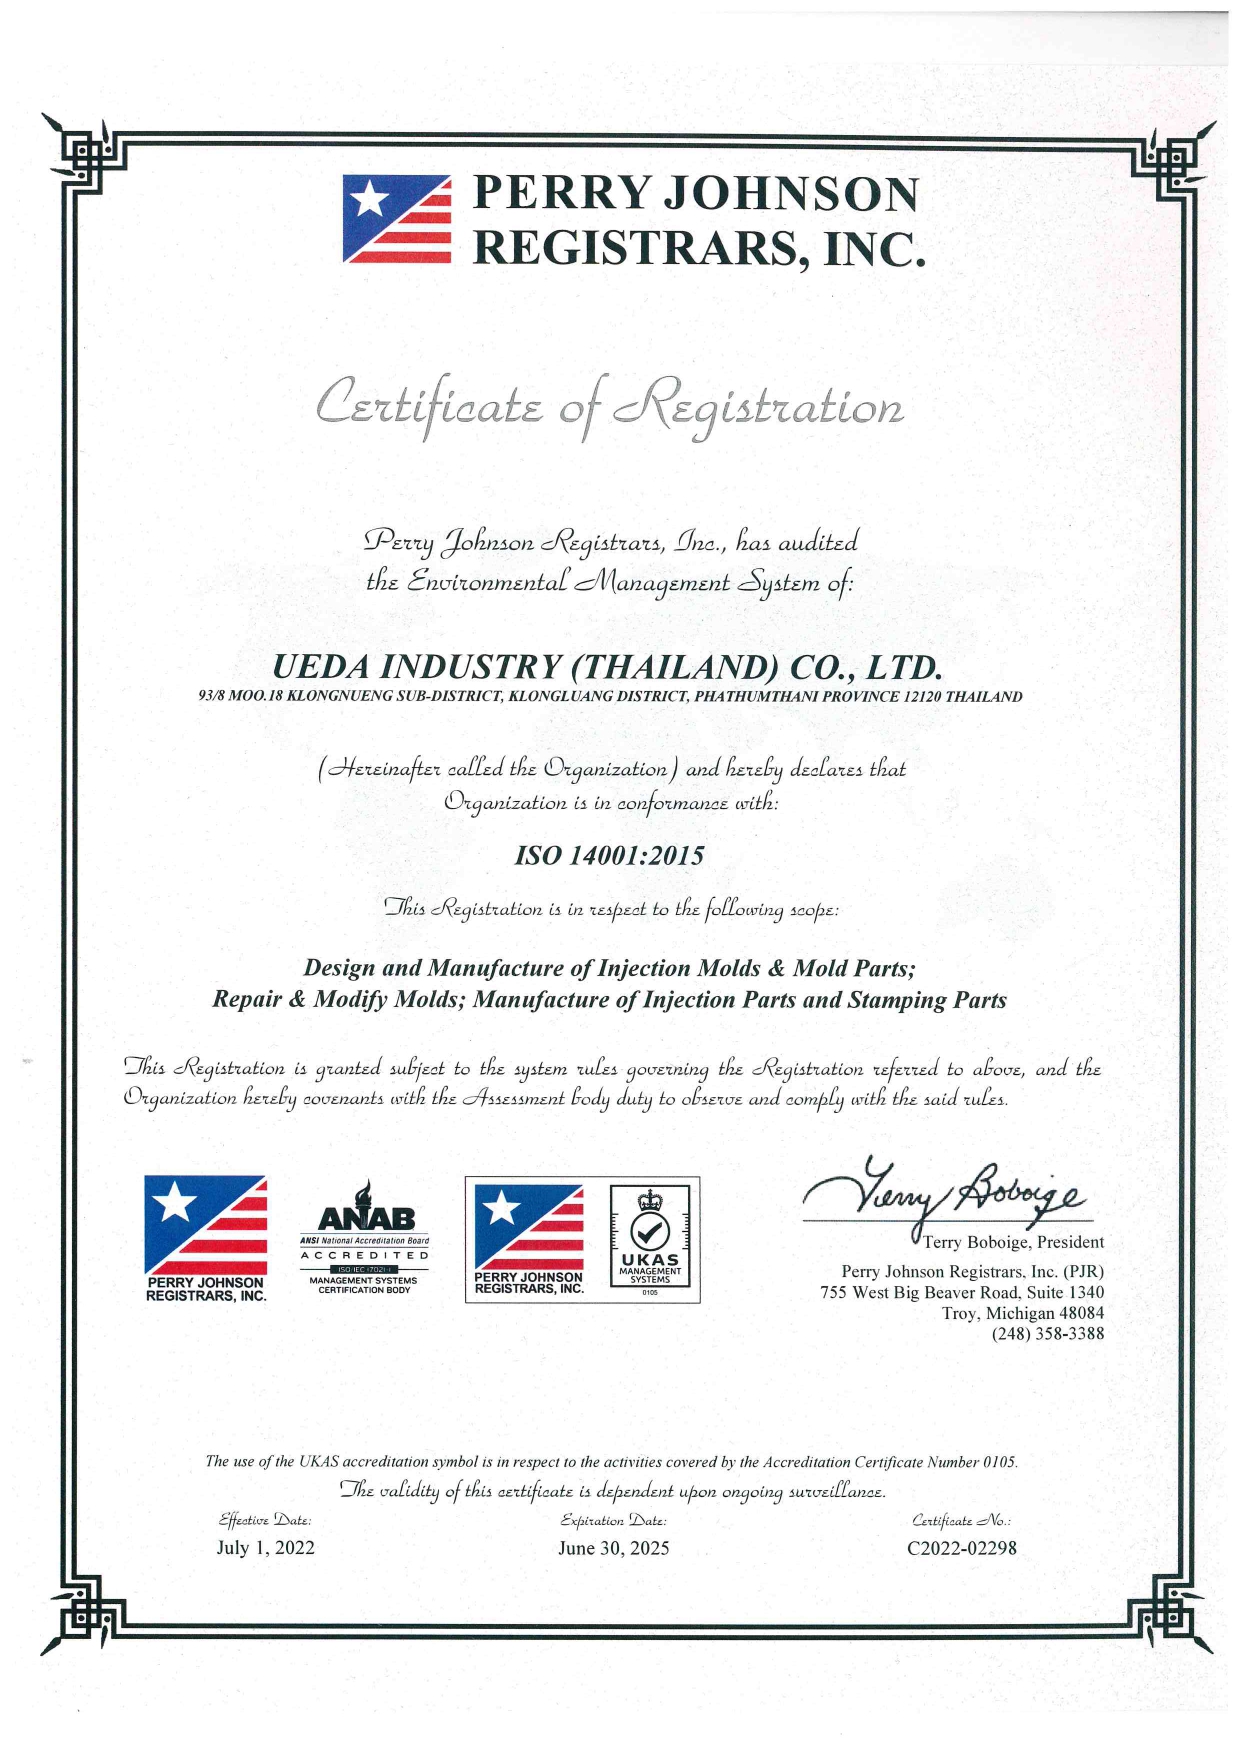 PERRY JOHNSON
REGISTRARS, INC.
Certificate of Registration
Perry Johnson Registrars, Inc., has audited
the Environmental Management System of:
UEDA INDUSTRY (THAILAND) CO., LTD.
93/8 MOO.18 KLONGNUENG SUB-DISTRICT, KLONGLUANG DISTRICT, PHATHUMTHANI PROVINCE 12120 THAILAND
(Hereinafter called the Organization) and hereby declares that
Organization is in conformance with:
ISO 14001:2015
This Registration is in respect to the following scope:
Design and Manufacture of Injection Molds & Mold Parts;
Repair & Modify Molds; Manufacture of Injection Parts and Stamping Parts
This Registration is granted subject to the system rules governing the Registration referred to above, and the
Organization hereby covenants with the Assessment body duty to observe and comply with the said rules.
PERRY JOHNSON
REGISTRARS, INC.
ANAB
ANSI National Accreditation Board
ACCREDITED
ISO/IEC 17021-1
MANAGEMENT SYSTEMS
CERTIFICATION BODY
PERRY JOHNSON
REGISTRARS, INC.
UKAS
MANAGEMENT
SYSTEMS
0105
Terry Boboige
Terry Boboige, President
Perry Johnson Registrars, Inc. (PJR)
755 West Big Beaver Road, Suite 1340
Troy, Michigan 48084
(248) 358-3388
The use of the UKAS accreditation symbol is in respect to the activities covered by the Accreditation Certificate Number 0105.
The validity of this certificate is dependent upon ongoing surveillance.
Effective Date: Expiration Date: Certificate No.:
July 1, 2022 June 30, 2025 C2022-02298